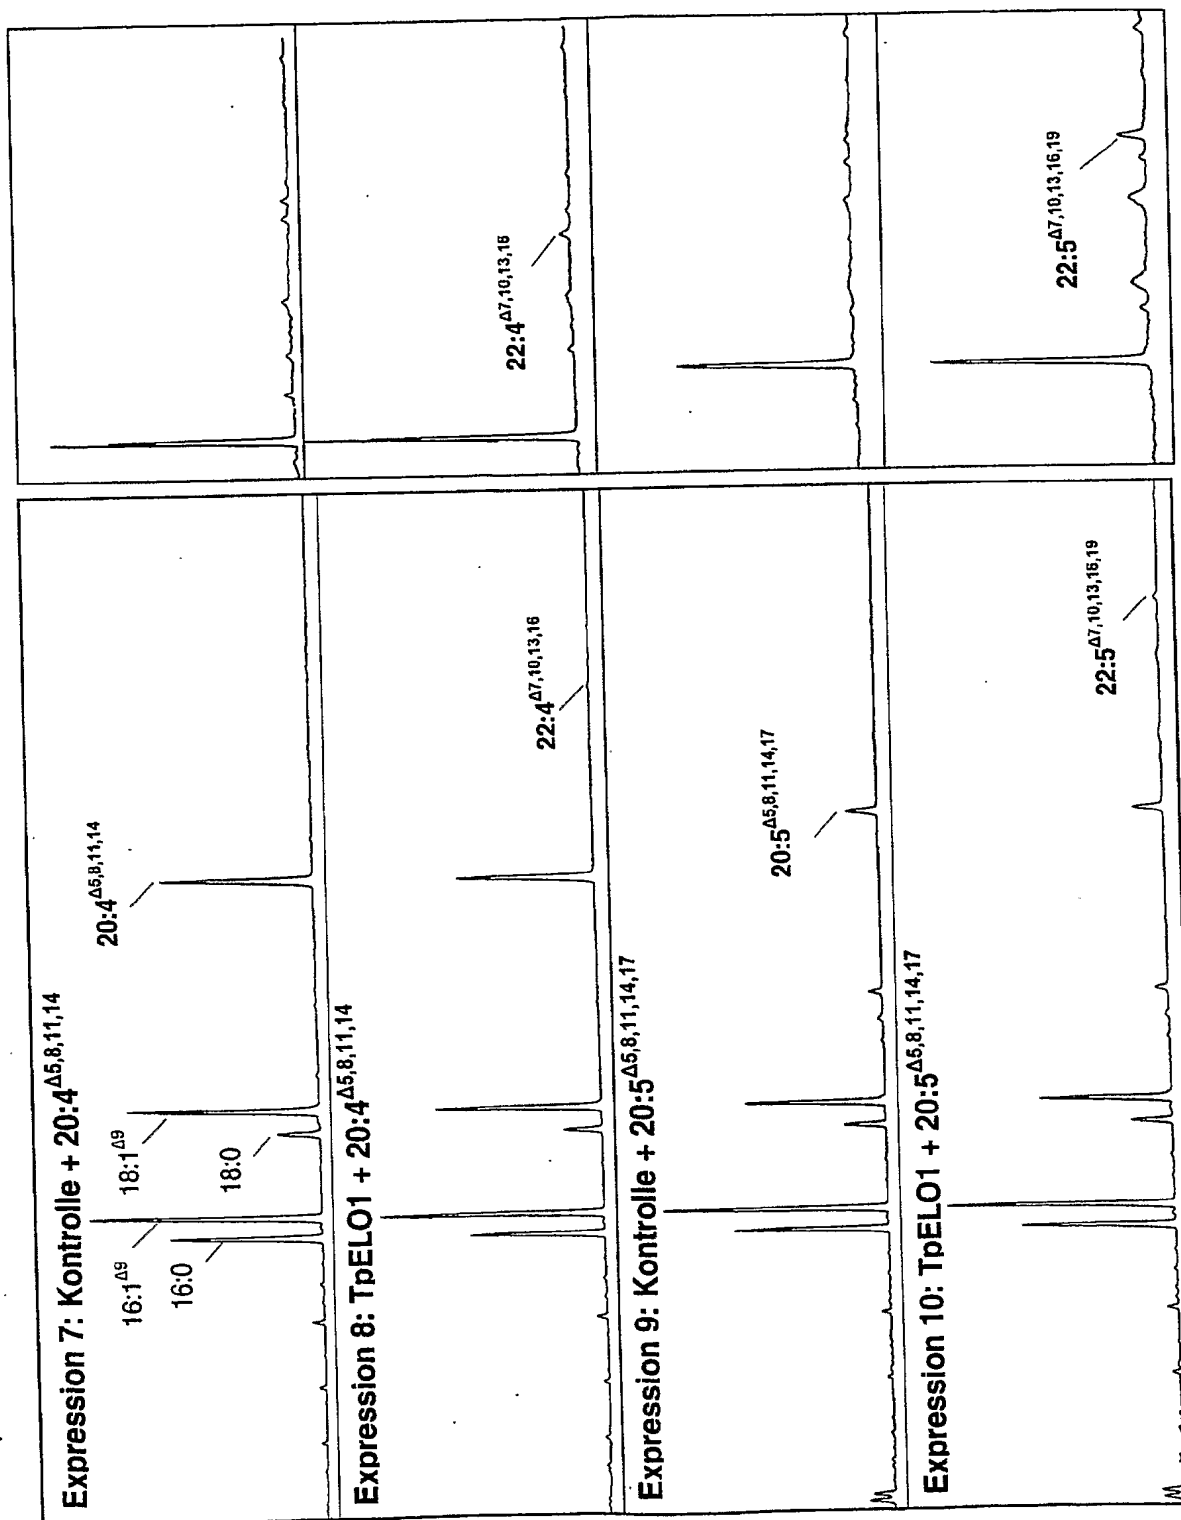 Expression 7: Kontrolle + 20:4Δ5,8,11,14
16:1Δ9
16:0
18:1Δ9
18:0
20:4Δ5,8,11,14
Expression 8: TpELO1 + 20:4Δ5,8,11,14
22:4Δ7,10,13,16
22:4Δ7,10,13,16
Expression 9: Kontrolle + 20:5Δ5,8,11,14,17
20:5Δ5,8,11,14,17
Expression 10: TpELO1 + 20:5Δ5,8,11,14,17
22:5Δ7,10,13,16,19
22:5Δ7,10,13,16,19